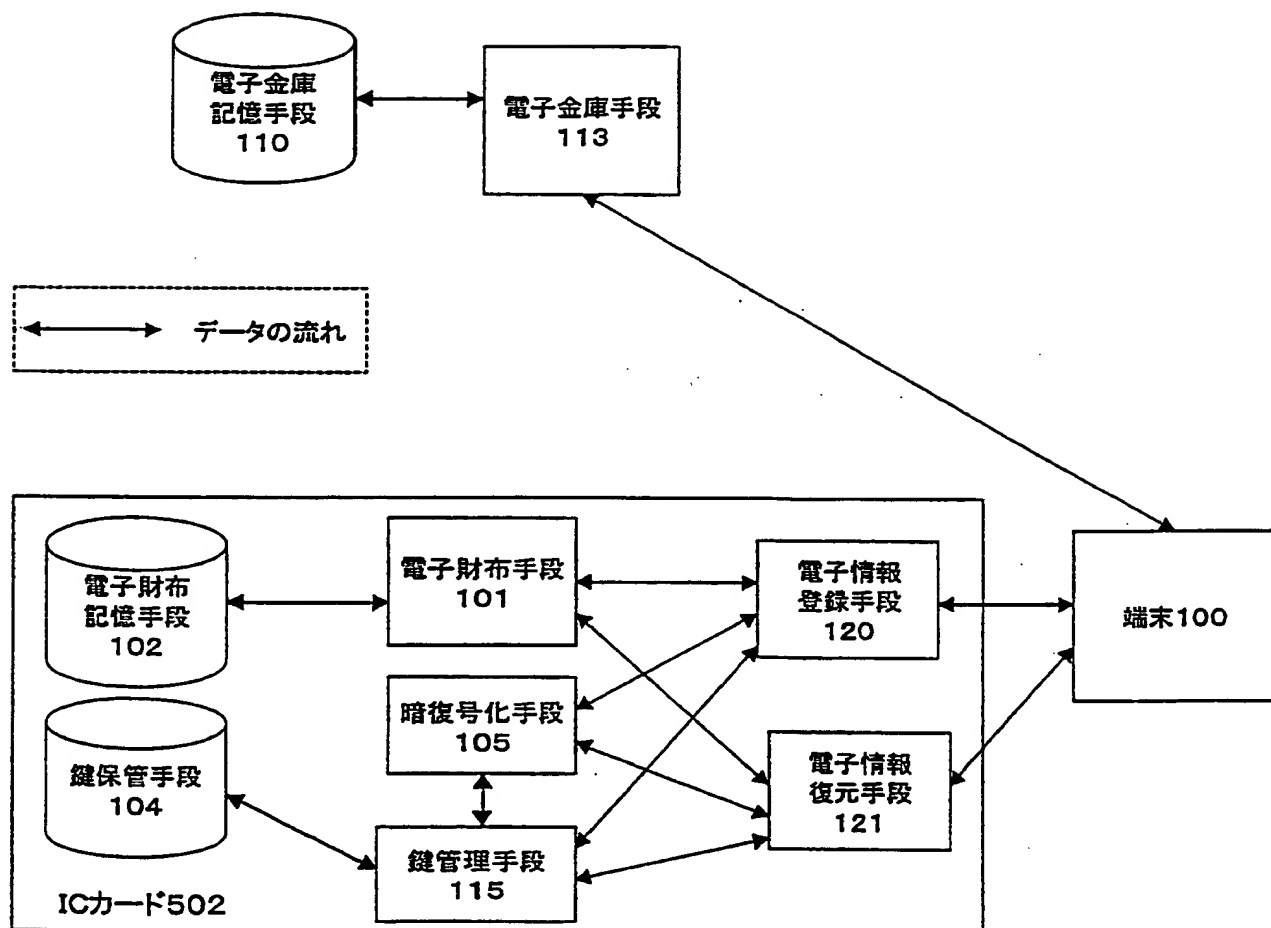 電子金庫
記憶手段
110
電子金庫手段
113
データの流れ
電子財布
記憶手段
102
電子財布手段
101
電子情報
登録手段
120
端末100
暗復号化手段
105
鍵保管手段
104
電子情報
復元手段
121
鍵管理手段
115
ICカード502